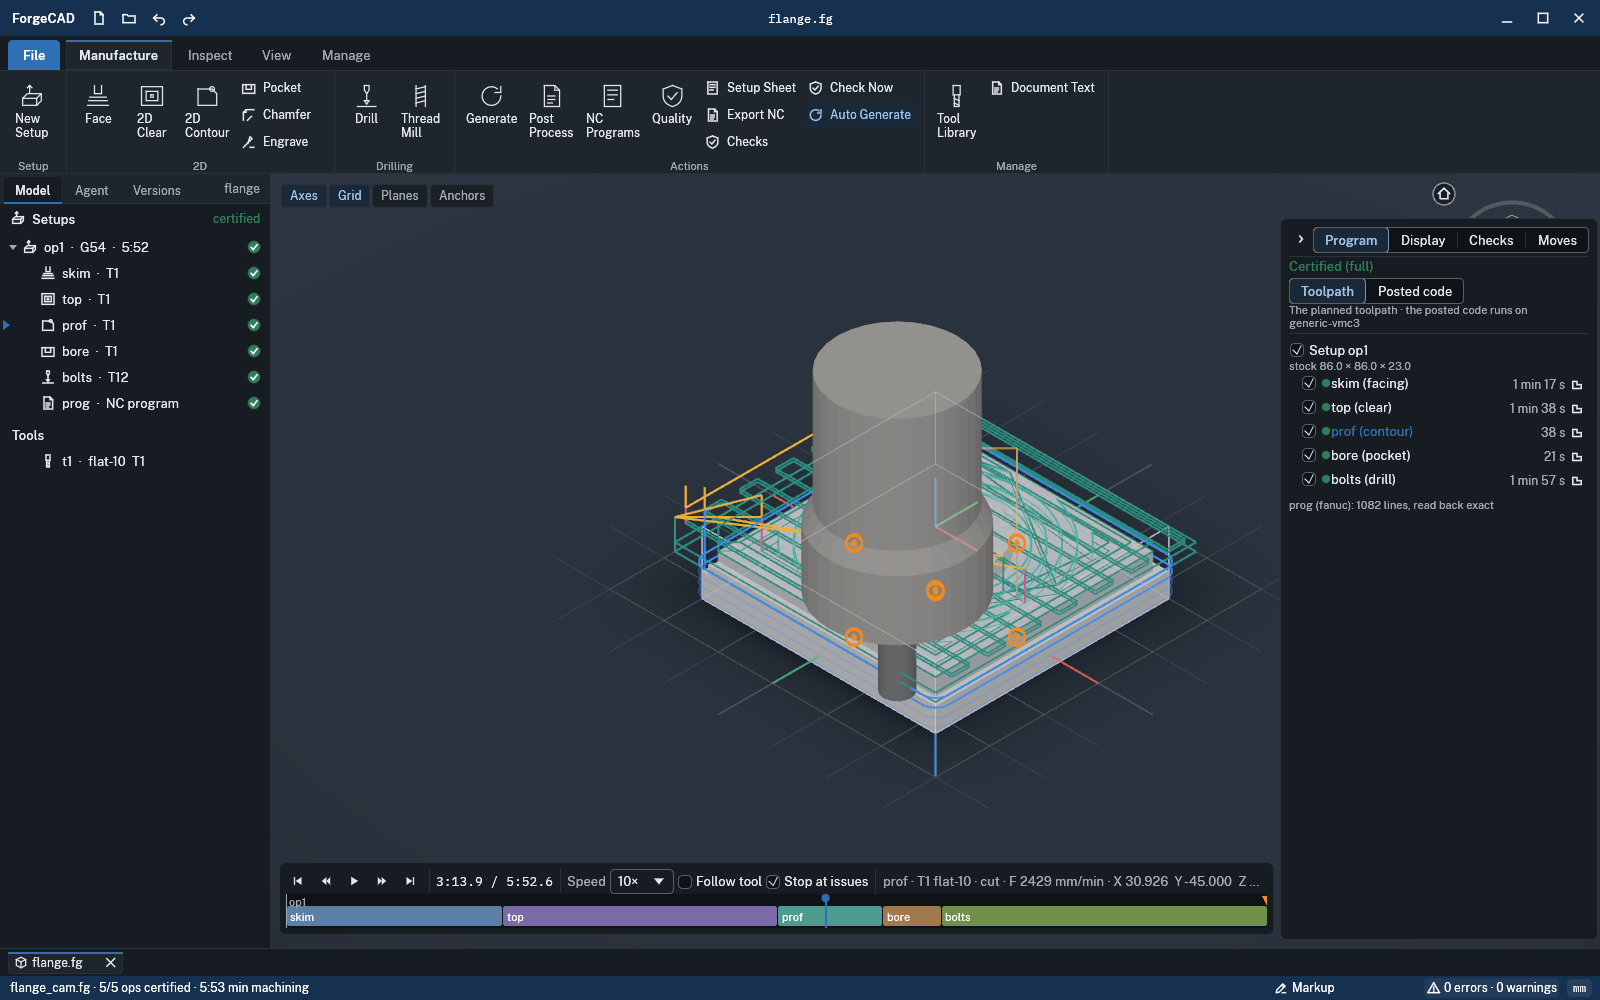 ForgeCAD
flange.fg
File
Manufacture
Inspect
View
Manage
New Setup
Setup
Face
2D Clear
2D Contour
Pocket
Chamfer
Engrave
2D
Drill
Thread Mill
Drilling
Generate
Post Process
NC Programs
Quality
Setup Sheet
Export NC
Checks
Check Now
Auto Generate
Actions
Tool Library
Document Text
Manage
Model
Agent
Versions
flange
Setups
certified
op1 · G54 · 5:52
skim · T1
top · T1
prof · T1
bore · T1
bolts · T12
prog · NC program
Tools
t1 · flat-10 T1
Axes
Grid
Planes
Anchors
Program
Display
Checks
Moves
Certified (full)
Toolpath
Posted code
The planned toolpath · the posted code runs on
generic-vmc3
Setup op1
stock 86.0 × 86.0 × 23.0
skim (facing) 1 min 17 s
top (clear) 1 min 38 s
prof (contour) 38 s
bore (pocket) 21 s
bolts (drill) 1 min 57 s
prog (fanuc): 1082 lines, read back exact
3:13.9 / 5:52.6
Speed
10×
Follow tool
Stop at issues
prof · T1 flat-10 · cut · F 2429 mm/min · X 30.926 Y -45.000 Z ...
op1
skim
top
prof
bore
bolts
flange.fg
flange_cam.fg · 5/5 ops certified · 5:53 min machining
Markup
0 errors · 0 warnings
mm